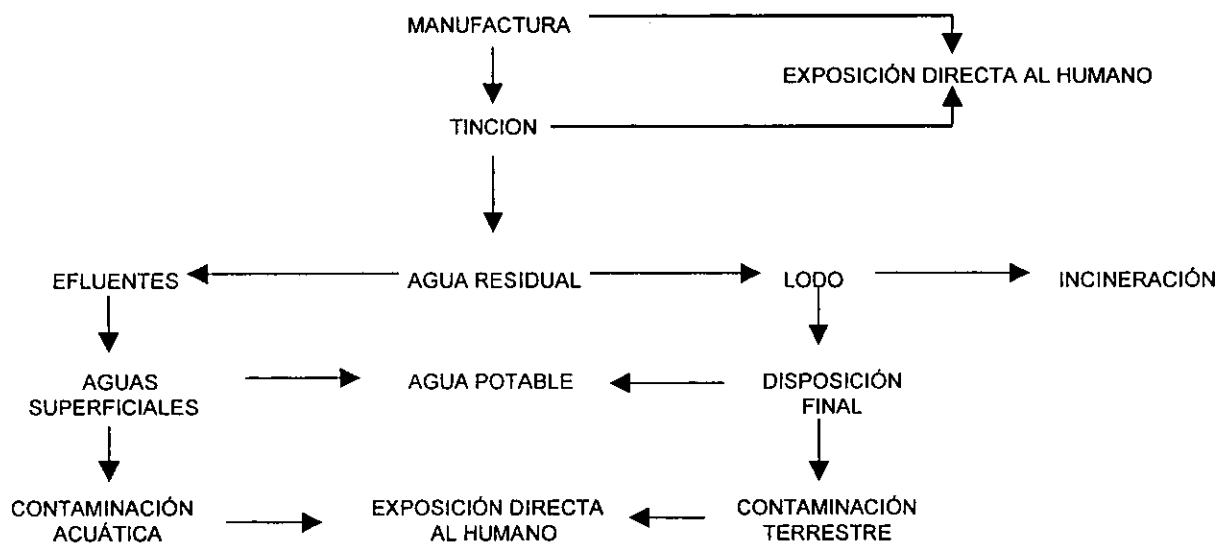 MANUFACTURA
EXPOSICIÓN DIRECTA AL HUMANO
TINCION
EFLUENTES
AGUA RESIDUAL
LODO
INCINERACIÓN
AGUAS
SUPERFICIALES
AGUA POTABLE
DISPOSICIÓN
FINAL
CONTAMINACIÓN
ACUÁTICA
EXPOSICIÓN DIRECTA
AL HUMANO
CONTAMINACIÓN
TERRESTRE